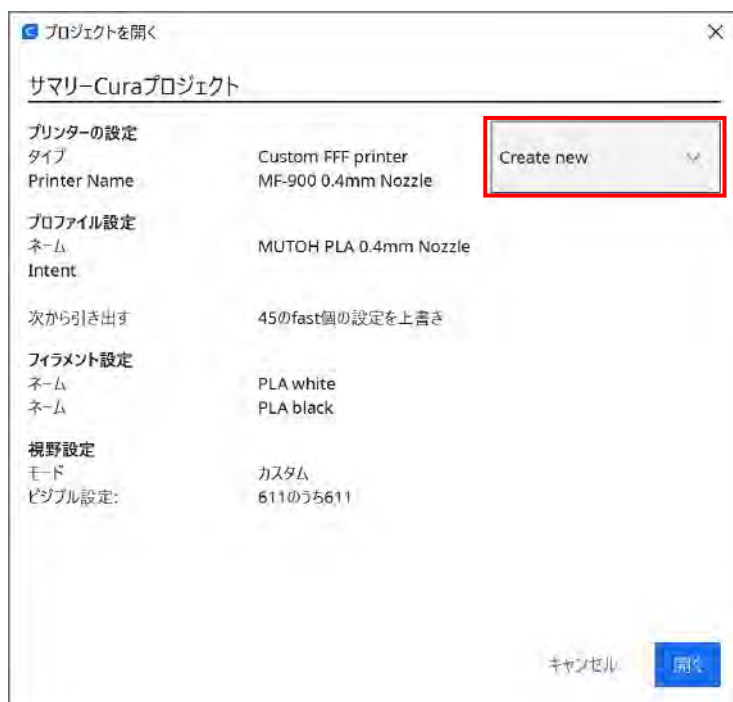 プロジェクトを開く
サマリーCuraプロジェクト
プリンターの設定
タイプ Custom FFF printer Create new
Printer Name MF-900 0.4mm Nozzle
プロファイル設定
ネーム MUTOH PLA 0.4mm Nozzle
Intent
次から引き出す 45のfast個の設定を上書き
フィラメント設定
ネーム PLA white
ネーム PLA black
視野設定
モード カスタム
ビジブル設定: 611のうち611
キャンセル 開く